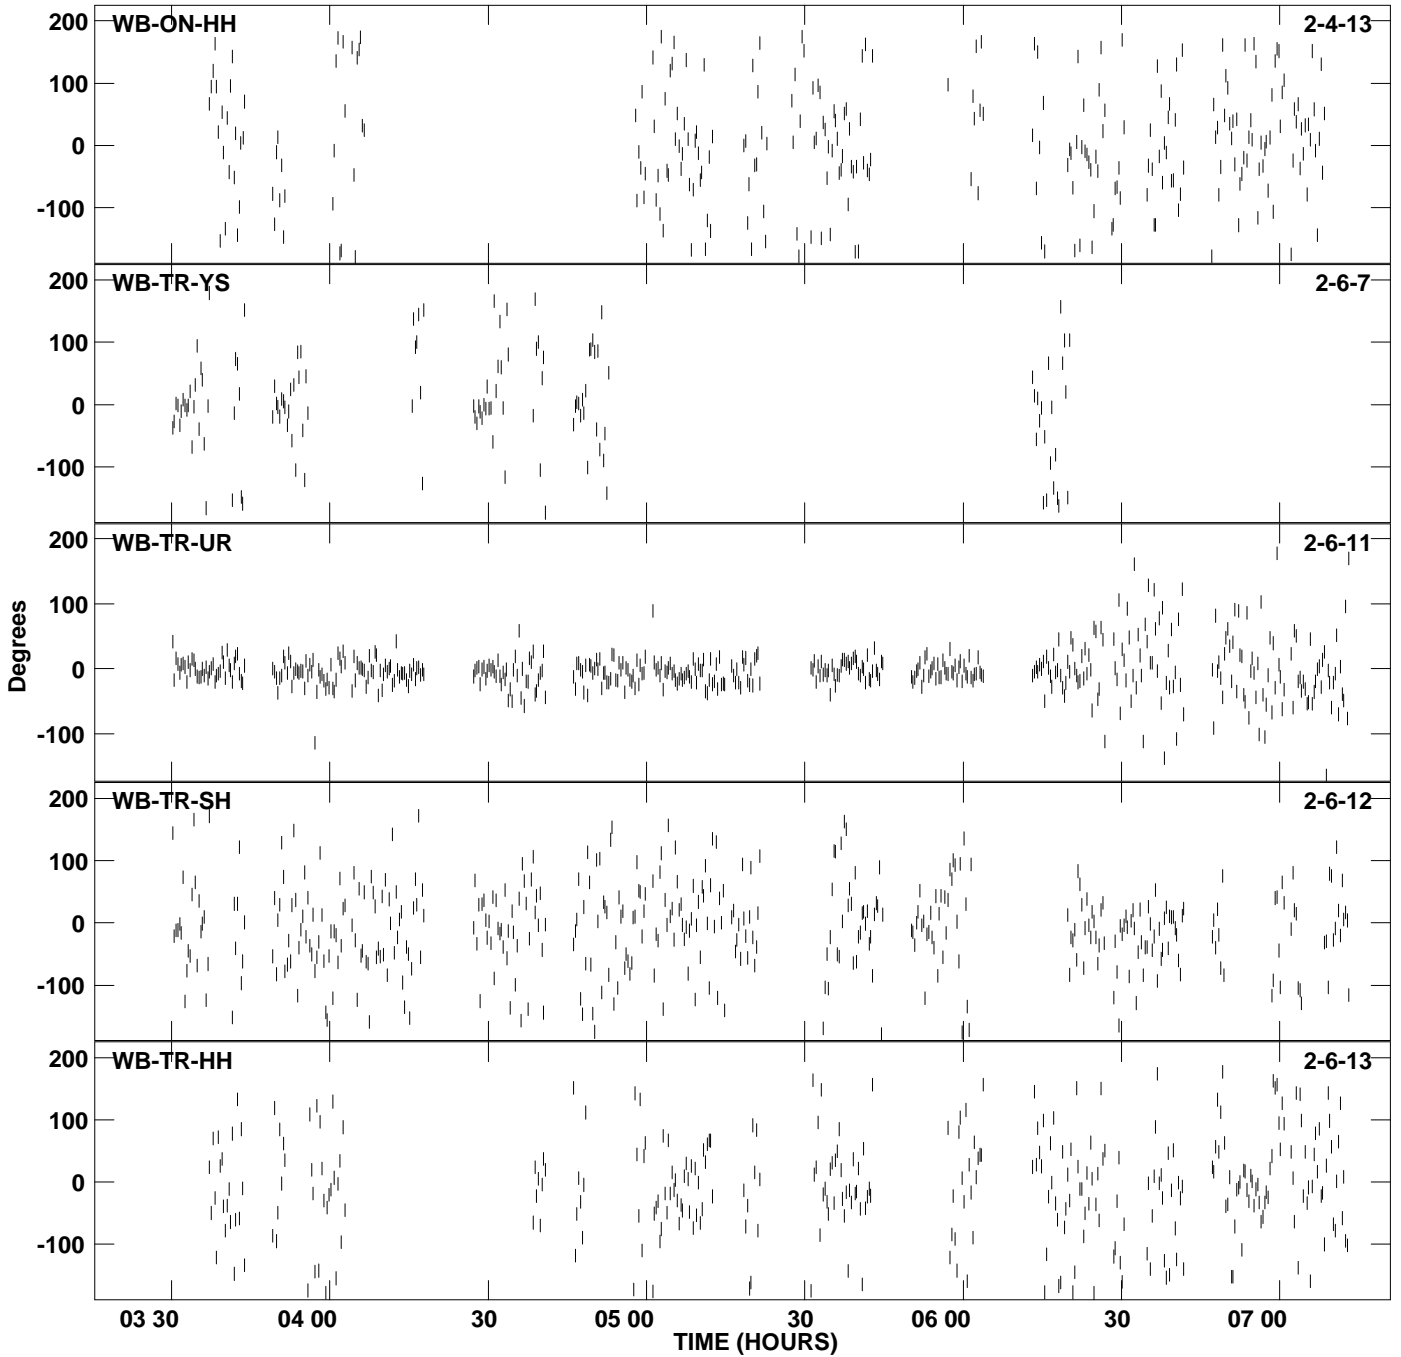 200 WB-ON-HH 2-4-13
100
0
-100
200 WB-TR-YS 2-6-7
100
0
-100
200 WB-TR-UR 2-6-11
100
0
-100
Degrees
200 WB-TR-SH 2-6-12
100
0
-100
200 WB-TR-HH 2-6-13
100
0
-100
03 30 04 00 30 05 00 30 06 00 30 07 00
TIME (HOURS)